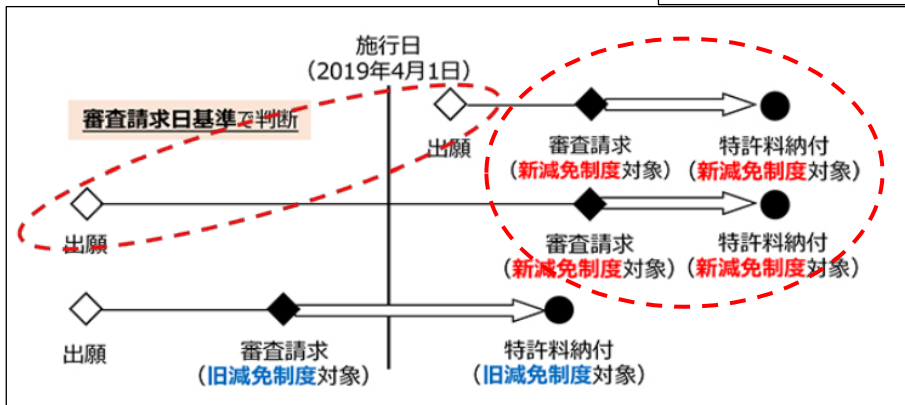 施行日
(2019年4月1日)
審査請求日基準で判断
出願
審査請求
(新減免制度対象)
特許料納付
(新減免制度対象)
出願
審査請求
(新減免制度対象)
特許料納付
(新減免制度対象)
出願
審査請求
(旧減免制度対象)
特許料納付
(旧減免制度対象)